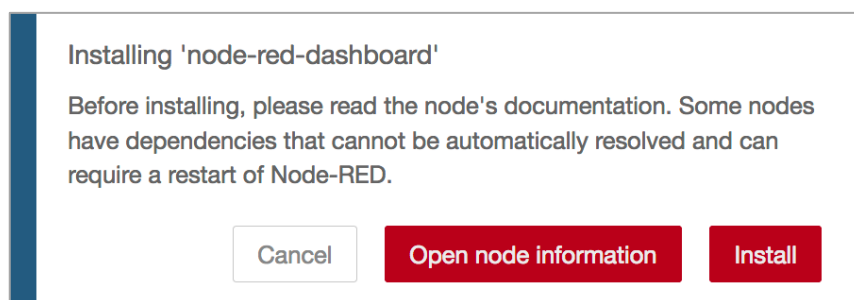 Installing 'node-red-dashboard'
Before installing, please read the node's documentation. Some nodes
have dependencies that cannot be automatically resolved and can
require a restart of Node-RED.
Cancel
Open node information
Install